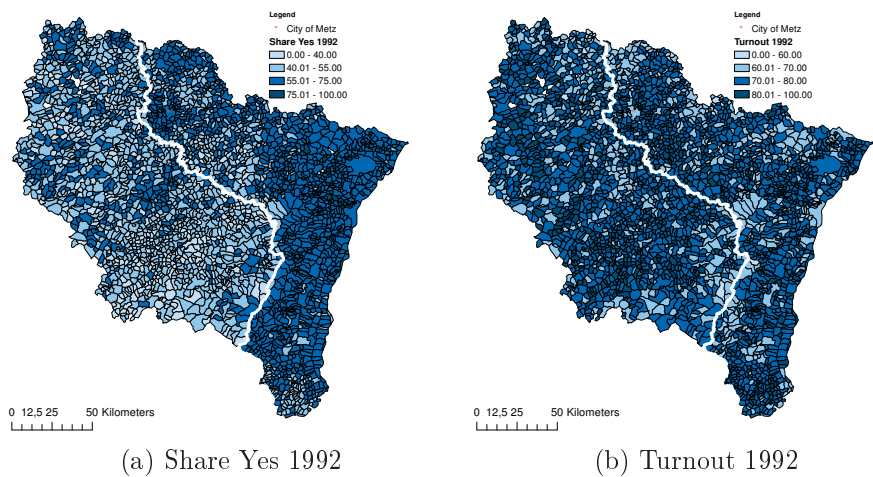 Legend
City of Metz
Share Yes 1992
0.00 - 40.00
40.01 - 55.00
55.01 - 75.00
75.01 - 100.00
0 12,5 25 50 Kilometers
(a) Share Yes 1992
Legend
City of Metz
Turnout 1992
0.00 - 60.00
60.01 - 70.00
70.01 - 80.00
80.01 - 100.00
0 12,5 25 50 Kilometers
(b) Turnout 1992